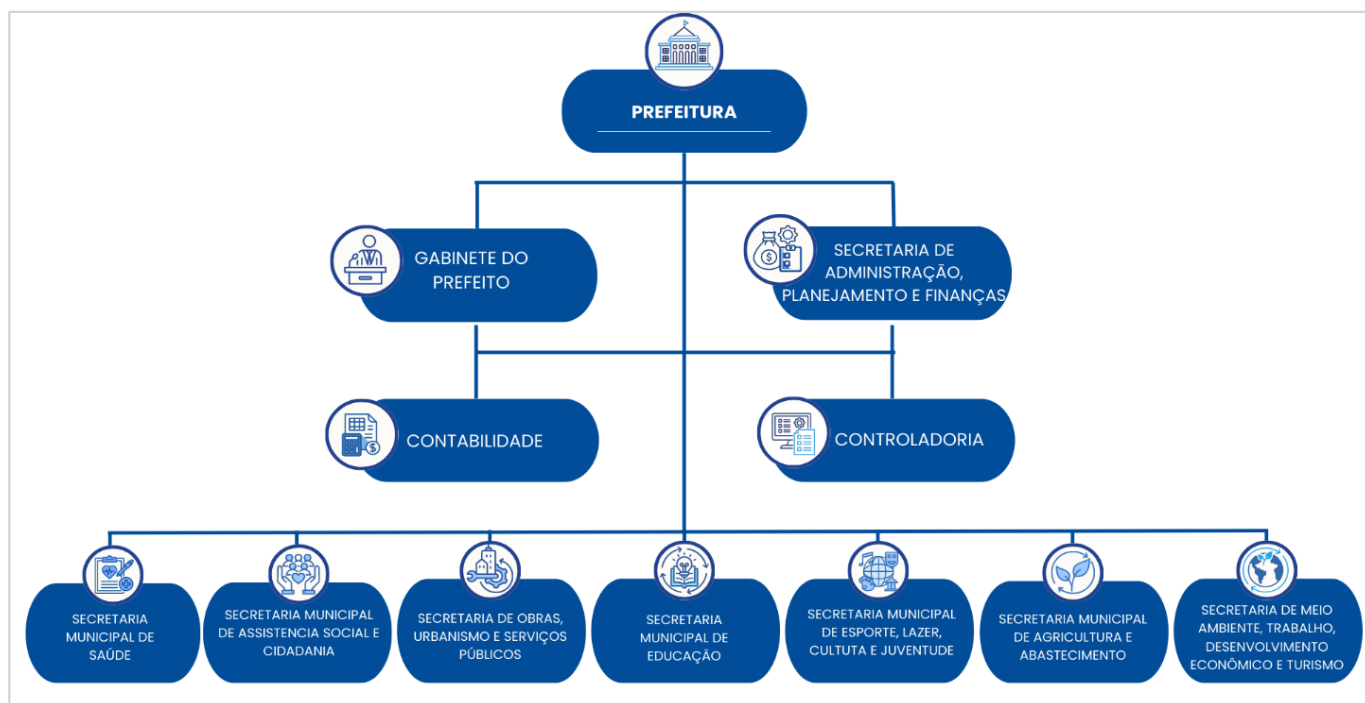 PREFEITURA
GABINETE DO
PREFEITO
SECRETARIA DE
ADMINISTRAÇÃO,
PLANEJAMENTO E FINANÇAS
CONTABILIDADE
CONTROLADORIA
SECRETARIA
MUNICIPAL DE
SAÚDE
SECRETARIA MUNICIPAL
DE ASSISTENCIA SOCIAL E
CIDADANIA
SECRETARIA DE OBRAS,
URBANISMO E SERVIÇOS
PÚBLICOS
SECRETARIA
MUNICIPAL DE
EDUCAÇÃO
SECRETARIA MUNICIPAL
DE ESPORTE, LAZER,
CULTUTA E JUVENTUDE
SECRETARIA MUNICIPAL
DE AGRICULTURA E
ABASTECIMENTO
SECRETARIA DE MEIO
AMBIENTE, TRABALHO,
DESENVOLVIMENTO
ECONÔMICO E TURISMO